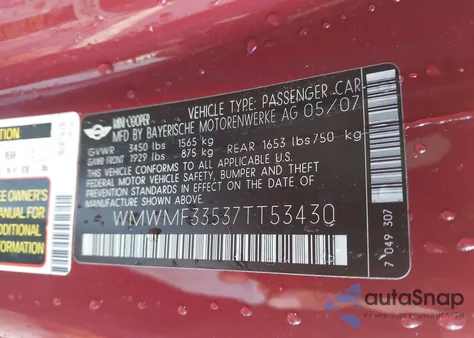 MINI COOPER
VEHICLE TYPE: PASSENGER CAR
MFD BY BAYERISCHE MOTORENWERKE AG 05/07
GVWR 3450 lbs 1565 kg
GAWR FRONT 1929 lbs 875 kg REAR 1653 lbs 750 kg
THIS VEHICLE CONFORMS TO ALL APPLICABLE
FEDERAL MOTOR VEHICLE SAFETY, BUMPER, AND
THEFT PREVENTION STANDARDS IN EFFECT ON THE DATE OF
MANUFACTURE SHOWN ABOVE.
WMWMF33537TT53430
7 049 307
TION
REAR
E OWNER'S
MANUAL FOR
ADDITIONAL
FORMATION
autoSnap